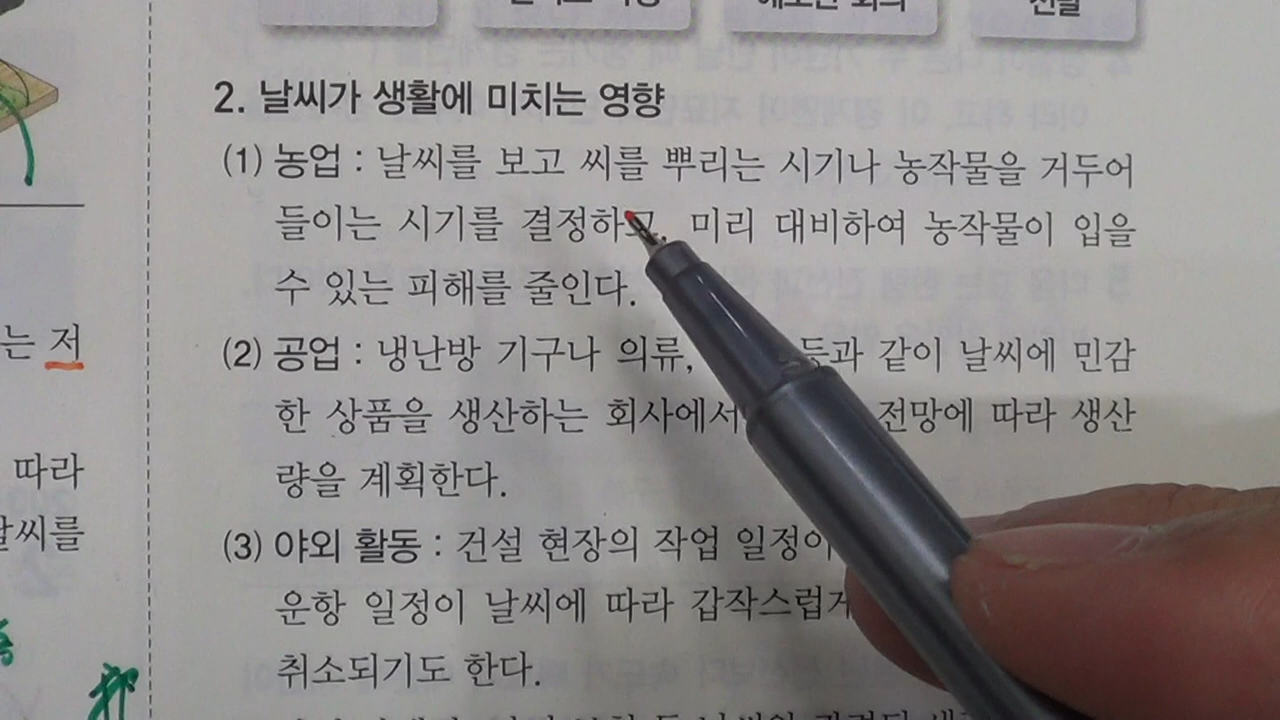 전달
2. 날씨가 생활에 미치는 영향
(1) 농업 : 날씨를 보고 씨를 뿌리는 시기나 농작물을 거두어
들이는 시기를 결정하고, 미리 대비하여 농작물이 입을
수 있는 피해를 줄인다.
는 저
(2) 공업 : 냉난방 기구나 의류, 등과 같이 날씨에 민감
한 상품을 생산하는 회사에서 전망에 따라 생산
따라
량을 계획한다.
날씨를
(3) 야외 활동 : 건설 현장의 작업 일정이
운항 일정이 날씨에 따라 갑작스럽게
취소되기도 한다.